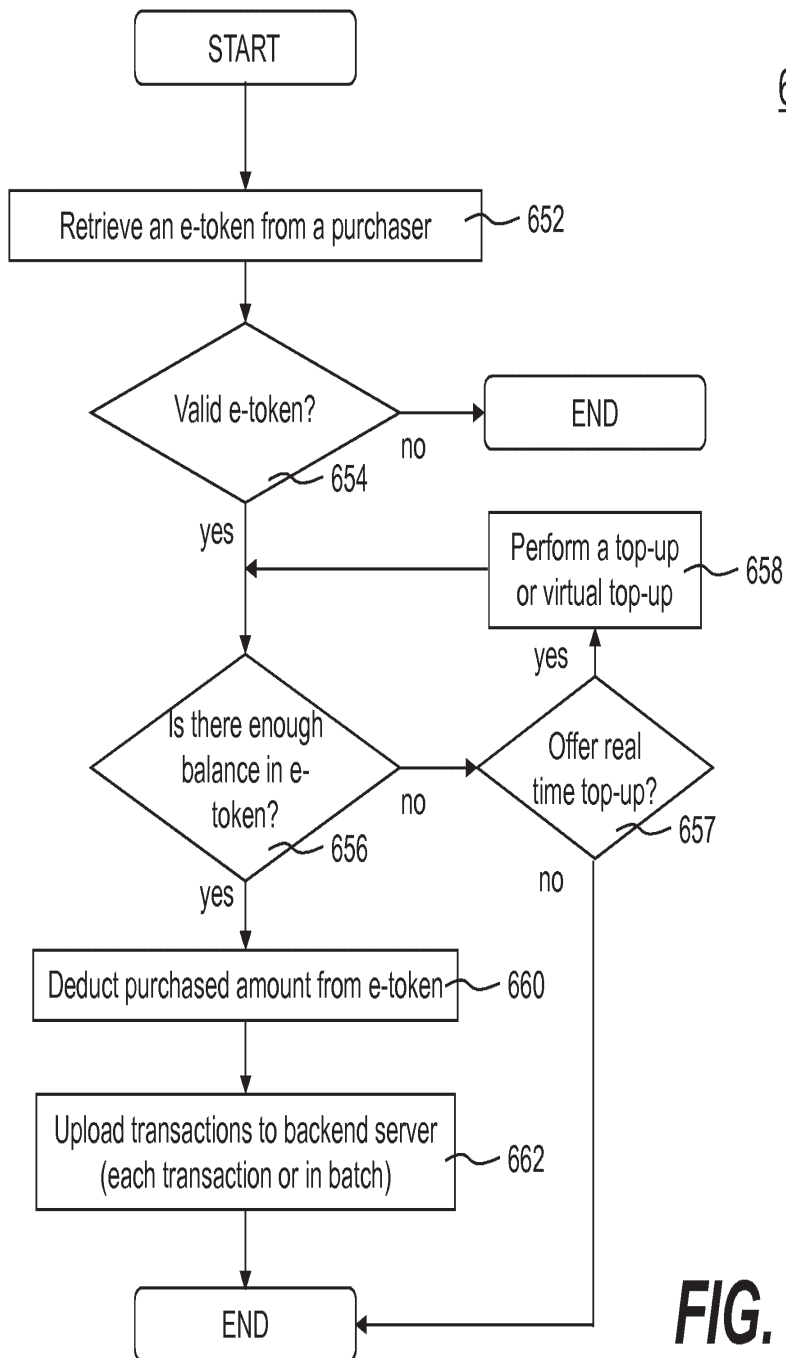 START
6
Retrieve an e-token from a purchaser
652
Valid e-token?
654
no
END
yes
Perform a top-up
or virtual top-up
658
yes
Is there enough
balance in e-
token?
656
no
Offer real
time top-up?
657
yes
no
Deduct purchased amount from e-token
660
Upload transactions to backend server
(each transaction or in batch)
662
END
FIG.